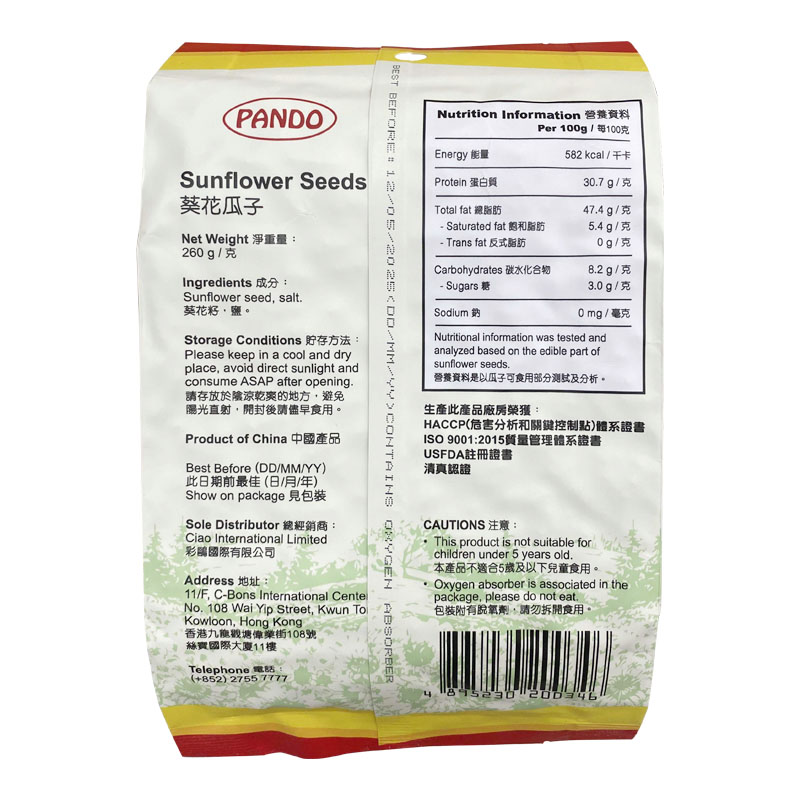 PANDO
Sunflower Seeds
葵花瓜子
Net Weight 淨重量：
260 g / 克
Ingredients 成分：
Sunflower seed, salt.
葵花籽，鹽。
Storage Conditions 貯存方法：
Please keep in a cool and dry
place, avoid direct sunlight and
consume ASAP after opening.
請存放於陰涼乾爽的地方，避免
陽光直射，開封後請儘早食用。
Product of China 中國產品
Best Before (DD/MM/YY)
此日期前最佳 (日/月/年)
Show on package 見包裝
Sole Distributor 總經銷商：
Ciao International Limited
彩鷸國際有限公司
Address 地址：
11/F, C-Bons International Cente
No. 108 Wai Yip Street, Kwun To
Kowloon, Hong Kong
香港九龍觀塘偉業街108號
絲寶國際大廈11樓
Telephone 電話：
(+852) 2755 7777
BEST BEFORE: 12/05/2025<DD/MM/YY>CONTAINS OXYGEN ABSORBER
Nutrition Information 營養資料
Per 100g / 每100克
Energy 能量 582 kcal / 千卡
Protein 蛋白質 30.7 g / 克
Total fat 總脂肪 47.4 g / 克
- Saturated fat 飽和脂肪 5.4 g / 克
- Trans fat 反式脂肪 0 g / 克
Carbohydrates 碳水化合物 8.2 g / 克
- Sugars 糖 3.0 g / 克
Sodium 鈉 0 mg / 毫克
Nutritional information was tested and
analyzed based on the edible part of
sunflower seeds.
營養資料是以瓜子可食用部分測試及分析。
生產此產品廠房榮獲：
HACCP(危害分析和關鍵控制點)體系證書
ISO 9001:2015質量管理體系證書
USFDA註冊證書
清真認證
CAUTIONS 注意：
• This product is not suitable for
children under 5 years old.
本產品不適合5歲及以下兒童食用。
• Oxygen absorber is associated in the
package, please do not eat.
包裝附有脫氧劑，請勿拆開食用。
4 895230 200346